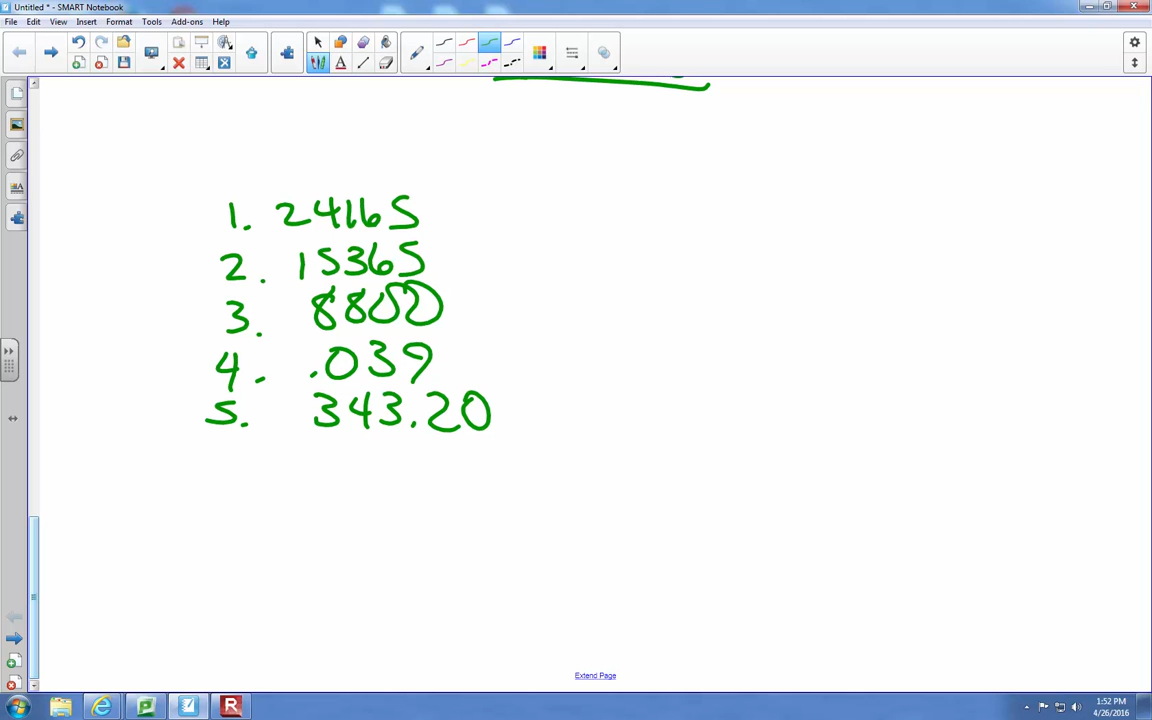 Untitled * - SMART Notebook
File Edit View Insert Format Tools Add-ons Help
1. 24165
2. 15365
3. 8800
4. .039
5. 343.20
Extend Page
1:52 PM
4/26/2016